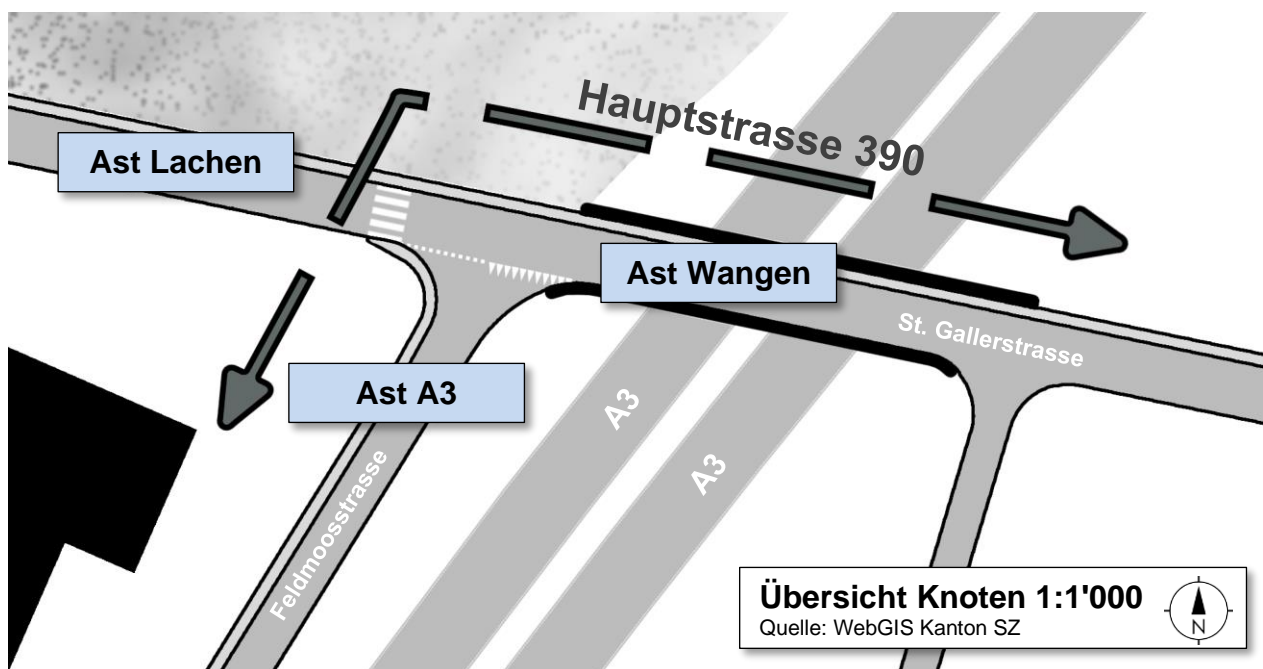 Hauptstrasse 390
Ast Lachen
Ast Wangen
St. Gallerstrasse
Ast A3
A3
A3
Feldmoosstrasse
Übersicht Knoten 1:1'000
Quelle: WebGIS Kanton SZ
N